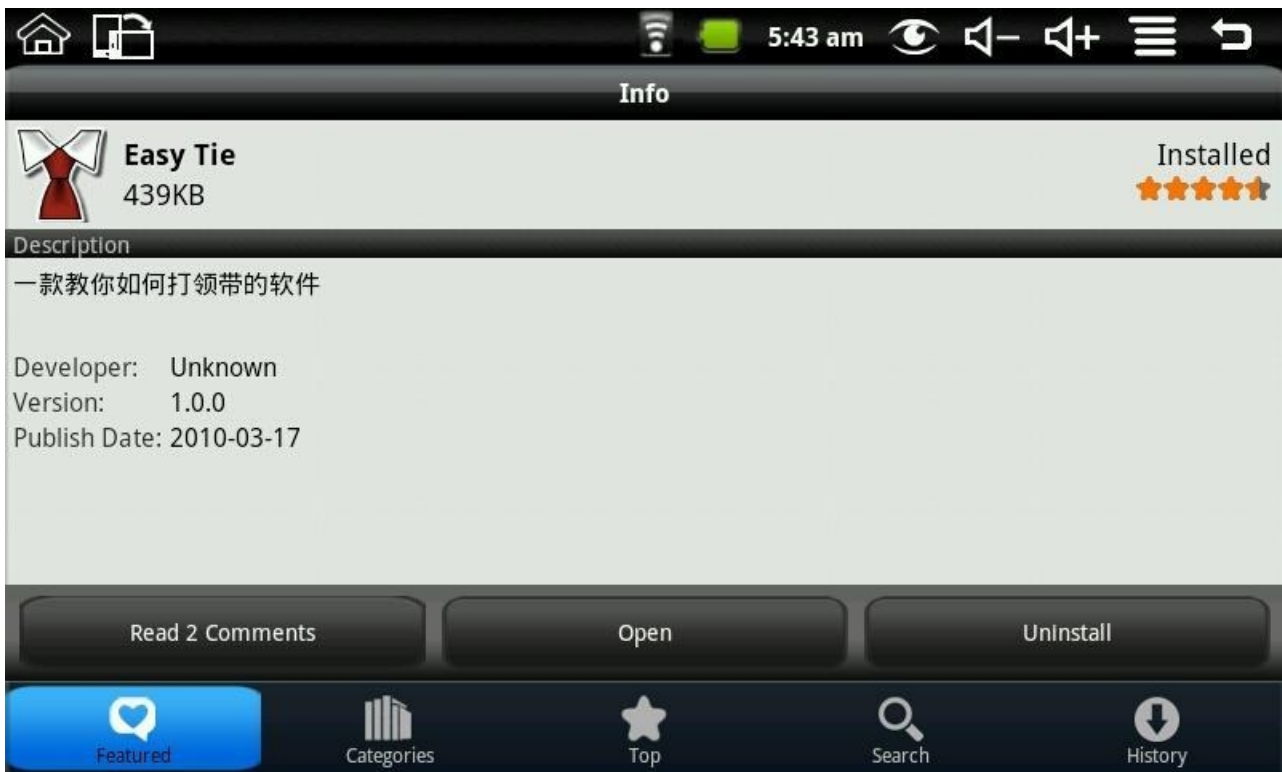 5:43 am
Info
Easy Tie
Installed
439KB
Description
一款教你如何打领带的软件
Developer: Unknown
Version: 1.0.0
Publish Date: 2010-03-17
Read 2 Comments
Open
Uninstall
Featured
Categories
Top
Search
History